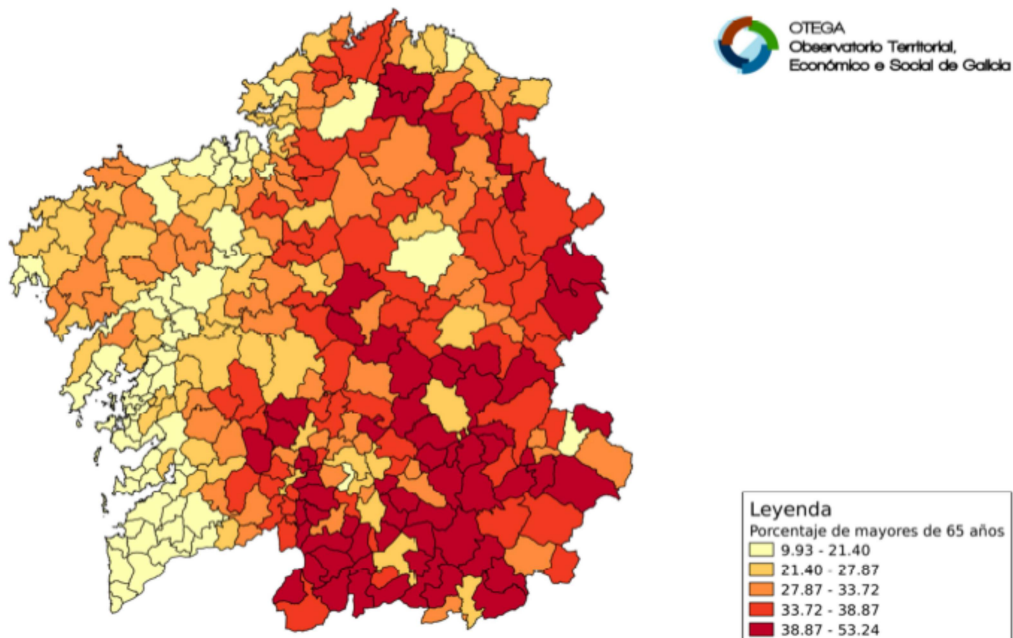 OTEGA
Observatorio Territorial,
Económico e Social de Galicia
Leyenda
Porcentaje de mayores de 65 años
9.93 - 21.40
21.40 - 27.87
27.87 - 33.72
33.72 - 38.87
38.87 - 53.24